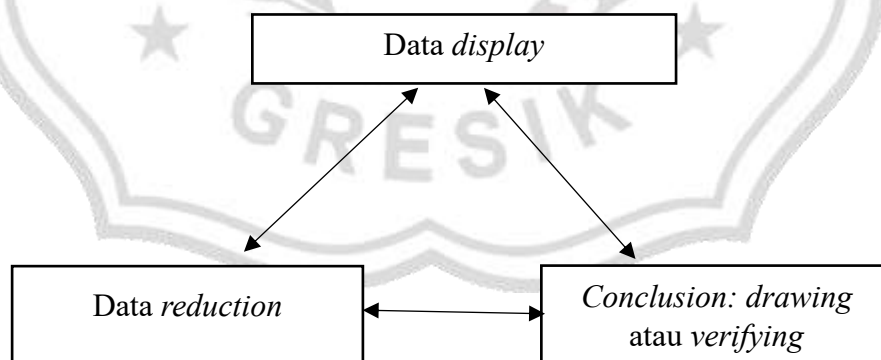 Data display
GRESIK
Data reduction
Conclusion: drawing
atau verifying